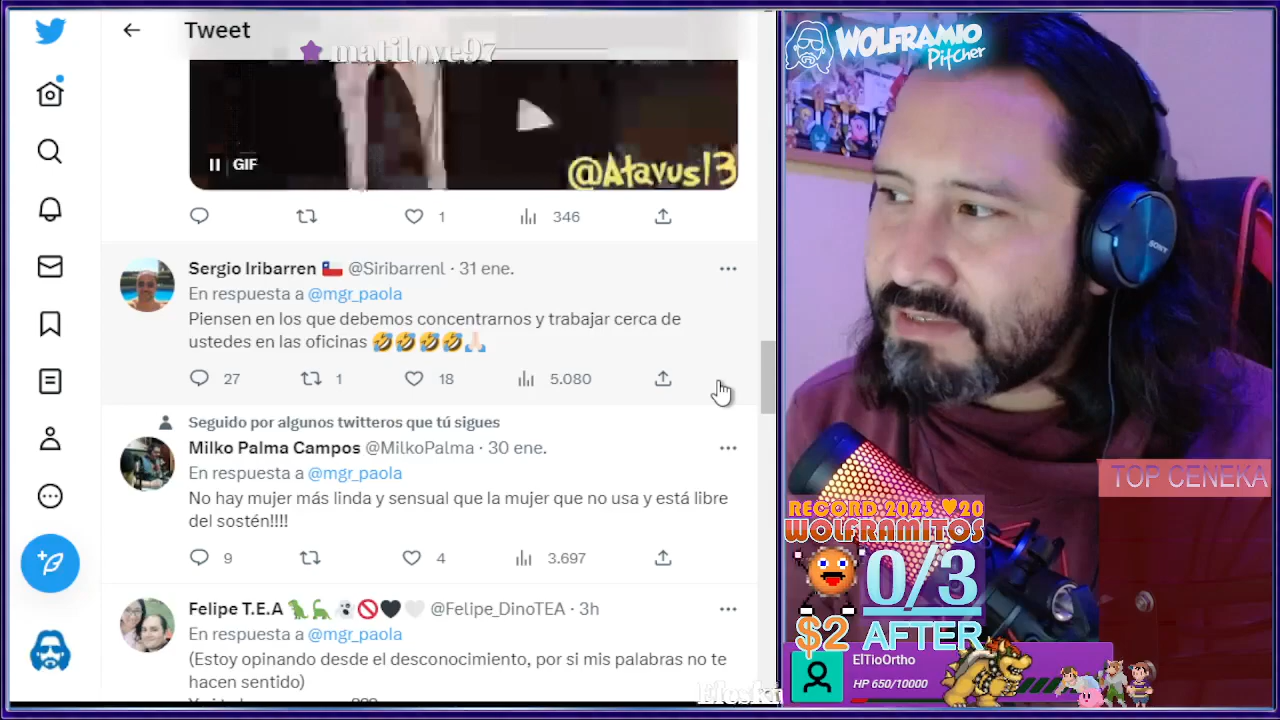 Tweet
matilove97
GIF
@Atavus13
1
346
Sergio Iribarren @Siribarrenl · 31 ene.
En respuesta a @mgr_paola
Piensen en los que debemos concentrarnos y trabajar cerca de
ustedes en las oficinas
27
1
18
5.080
Seguido por algunos twitteros que tú sigues
Milko Palma Campos @MilkoPalma · 30 ene.
En respuesta a @mgr_paola
No hay mujer más linda y sensual que la mujer que no usa y está libre
del sostén!!!!
9
4
3.697
Felipe T.E.A @Felipe_DinoTEA · 3h
En respuesta a @mgr_paola
(Estoy opinando desde el desconocimiento, por si mis palabras no te
hacen sentido)
WOLFRAMIO
Pitcher
SONY
TOP CENEKA
RECORD 2023 ♥20
WOLFRAMITOS
0/3
$2 AFTER
ElTioOrtho
HP 650/10000